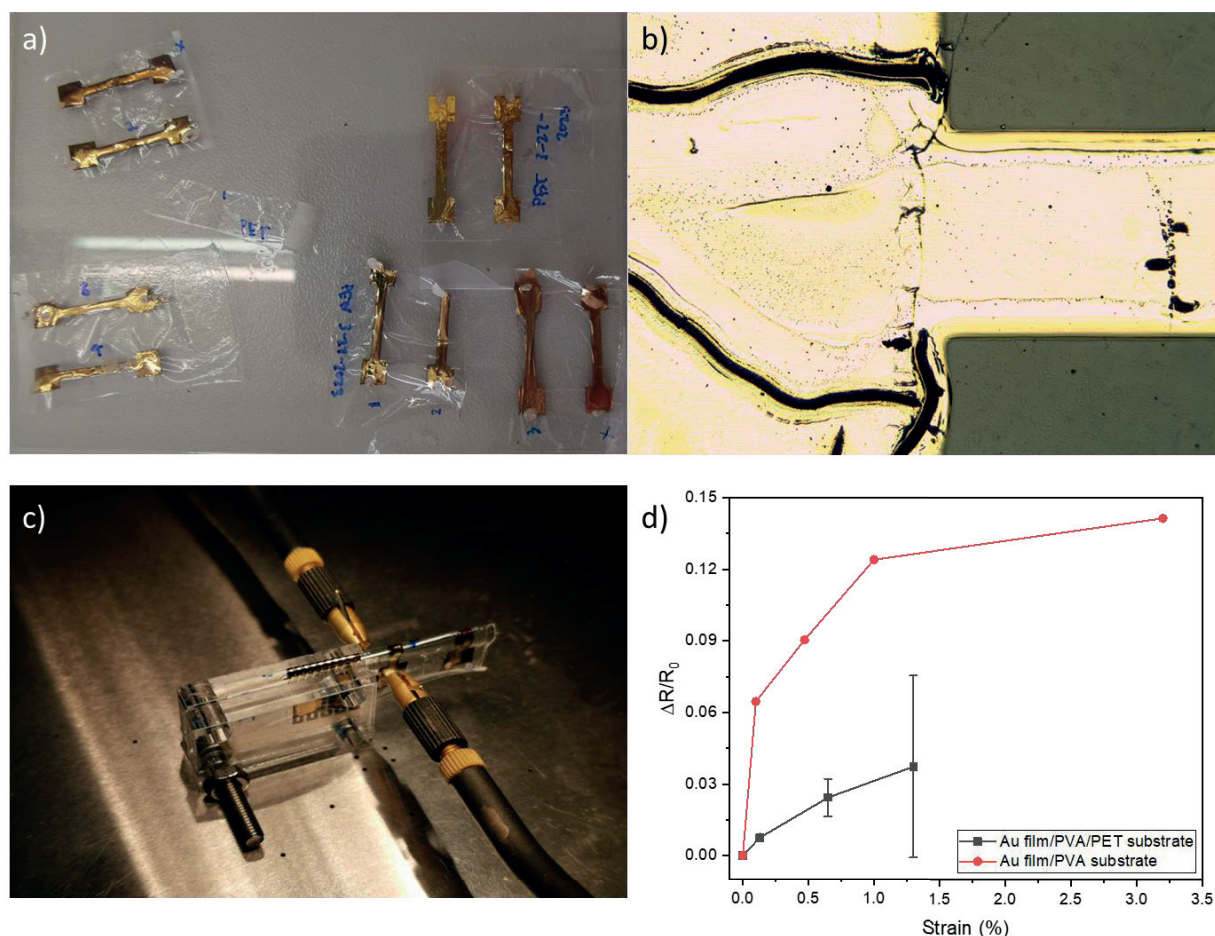 a)
b)
c)
d)
0.15
0.12
0.09
0.06
0.03
0.00
ΔR/R₀
Au film/PVA/PET substrate
Au film/PVA substrate
0.0 0.5 1.0 1.5 2.0 2.5 3.0 3.5
Strain (%)